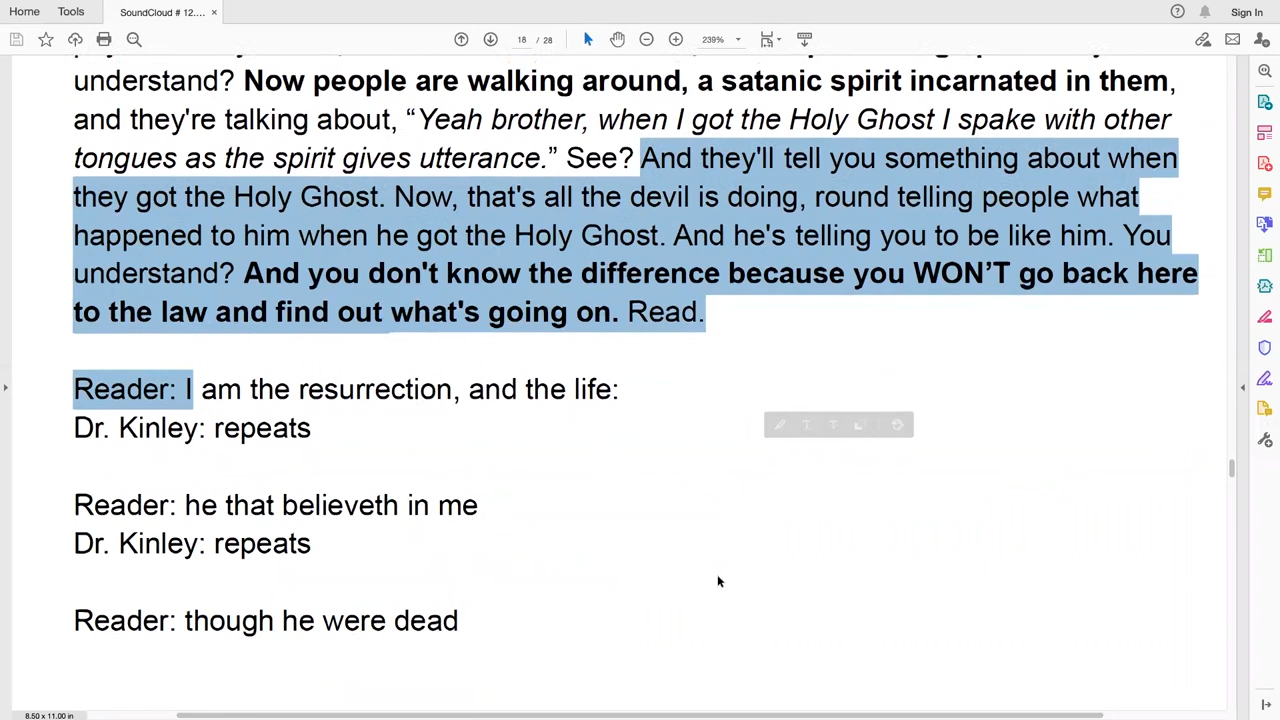 Home
Tools
SoundCloud # 12.... ×
Sign In
18 / 28
239%
understand? Now people are walking around, a satanic spirit incarnated in them,
and they're talking about, “Yeah brother, when I got the Holy Ghost I spake with other
tongues as the spirit gives utterance.” See? And they'll tell you something about when
they got the Holy Ghost. Now, that's all the devil is doing, round telling people what
happened to him when he got the Holy Ghost. And he's telling you to be like him. You
understand? And you don't know the difference because you WON’T go back here
to the law and find out what's going on. Read.
Reader: I am the resurrection, and the life:
Dr. Kinley: repeats
Reader: he that believeth in me
Dr. Kinley: repeats
Reader: though he were dead
8.50 x 11.00 in